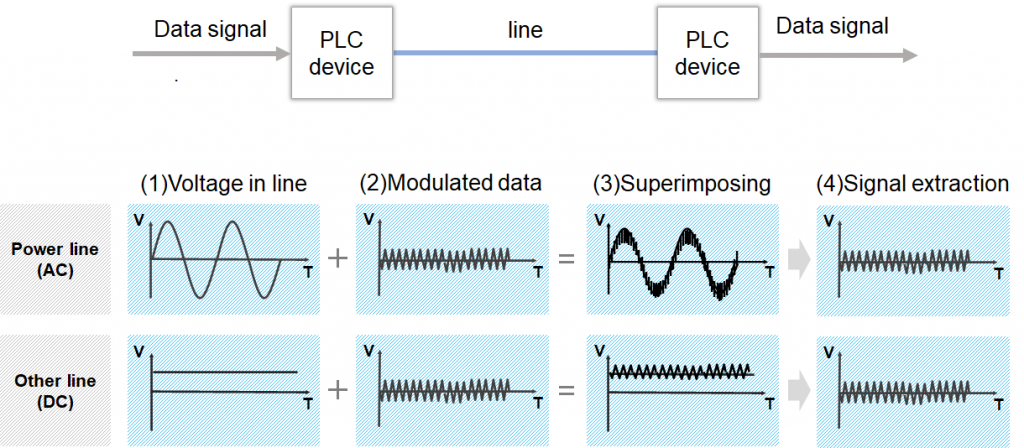 Data signal
PLC
device
line
PLC
device
Data signal
(1)Voltage in line
(2)Modulated data
(3)Superimposing
(4)Signal extraction
Power line
(AC)
V
T
+
V
T
=
V
T
V
T
Other line
(DC)
V
T
+
V
T
=
V
T
V
T